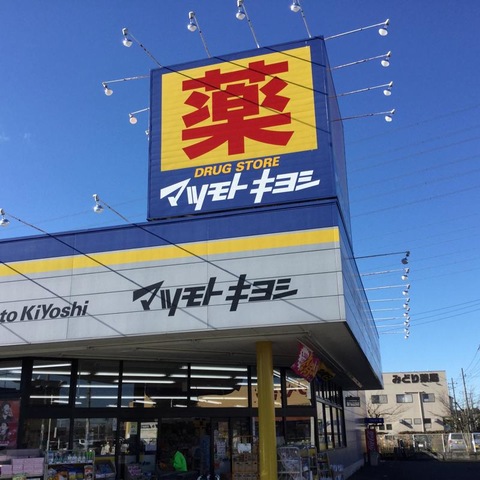 薬
DRUG STORE
マツモトキヨシ
to KiYoshi
マツモトキヨシ
みどり薬局